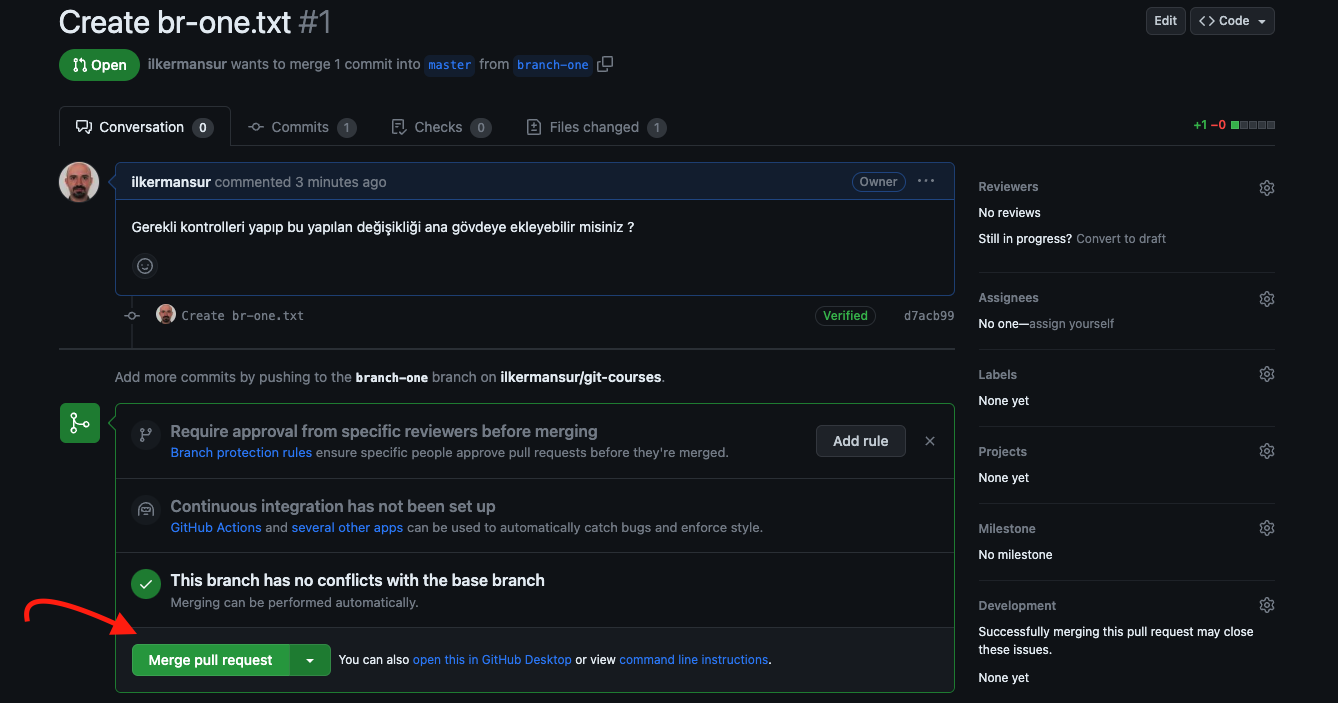 Create br-one.txt #1
Edit
<> Code
Open
ilkermansur wants to merge 1 commit into master from branch-one
Conversation 0
Commits 1
Checks 0
Files changed 1
+1 −0
ilkermansur commented 3 minutes ago
Owner
Gerekli kontrolleri yapıp bu yapılan değişikliği ana gövdeye ekleyebilir misiniz ?
Create br-one.txt
Verified
d7acb99
Add more commits by pushing to the branch-one branch on ilkermansur/git-courses.
Require approval from specific reviewers before merging
Branch protection rules ensure specific people approve pull requests before they're merged.
Add rule
Continuous integration has not been set up
GitHub Actions and several other apps can be used to automatically catch bugs and enforce style.
This branch has no conflicts with the base branch
Merging can be performed automatically.
Merge pull request
You can also open this in GitHub Desktop or view command line instructions.
Reviewers
No reviews
Still in progress? Convert to draft
Assignees
No one—assign yourself
Labels
None yet
Projects
None yet
Milestone
No milestone
Development
Successfully merging this pull request may close
these issues.
None yet